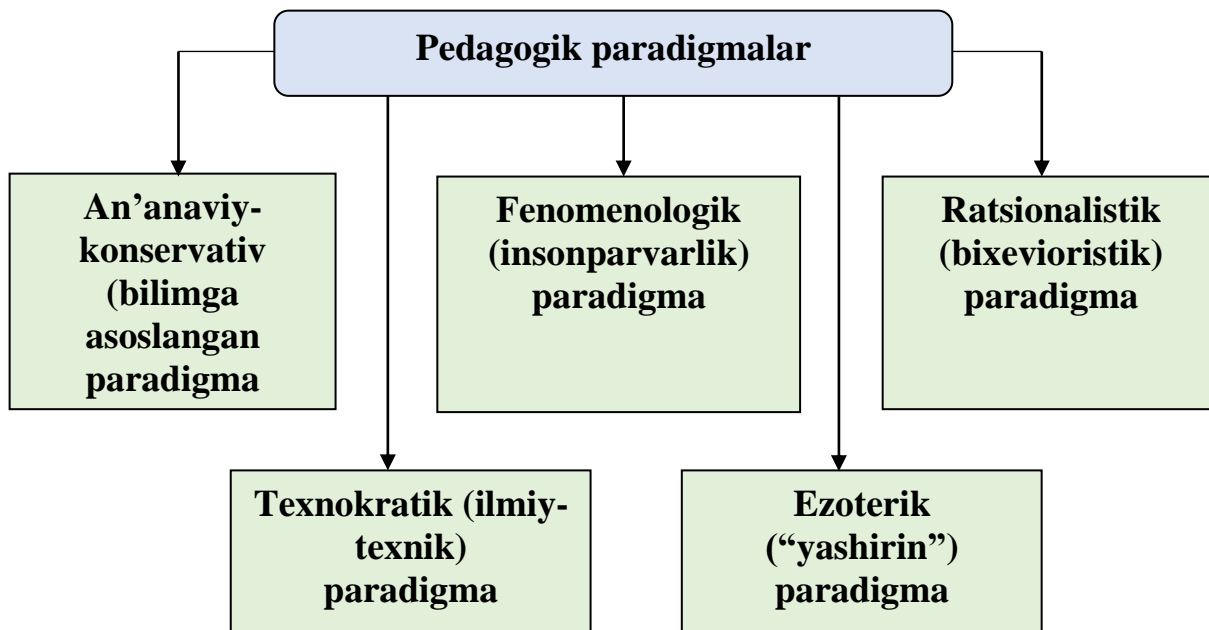 Pedagogik paradigmalar
An’anaviy-
konservativ
(bilimga
asoslangan
paradigma
Fenomenologik
(insonparvarlik)
paradigma
Ratsionalistik
(bixevioristik)
paradigma
Texnokratik (ilmiy-
texnik)
paradigma
Ezoterik
(“yashirin”)
paradigma